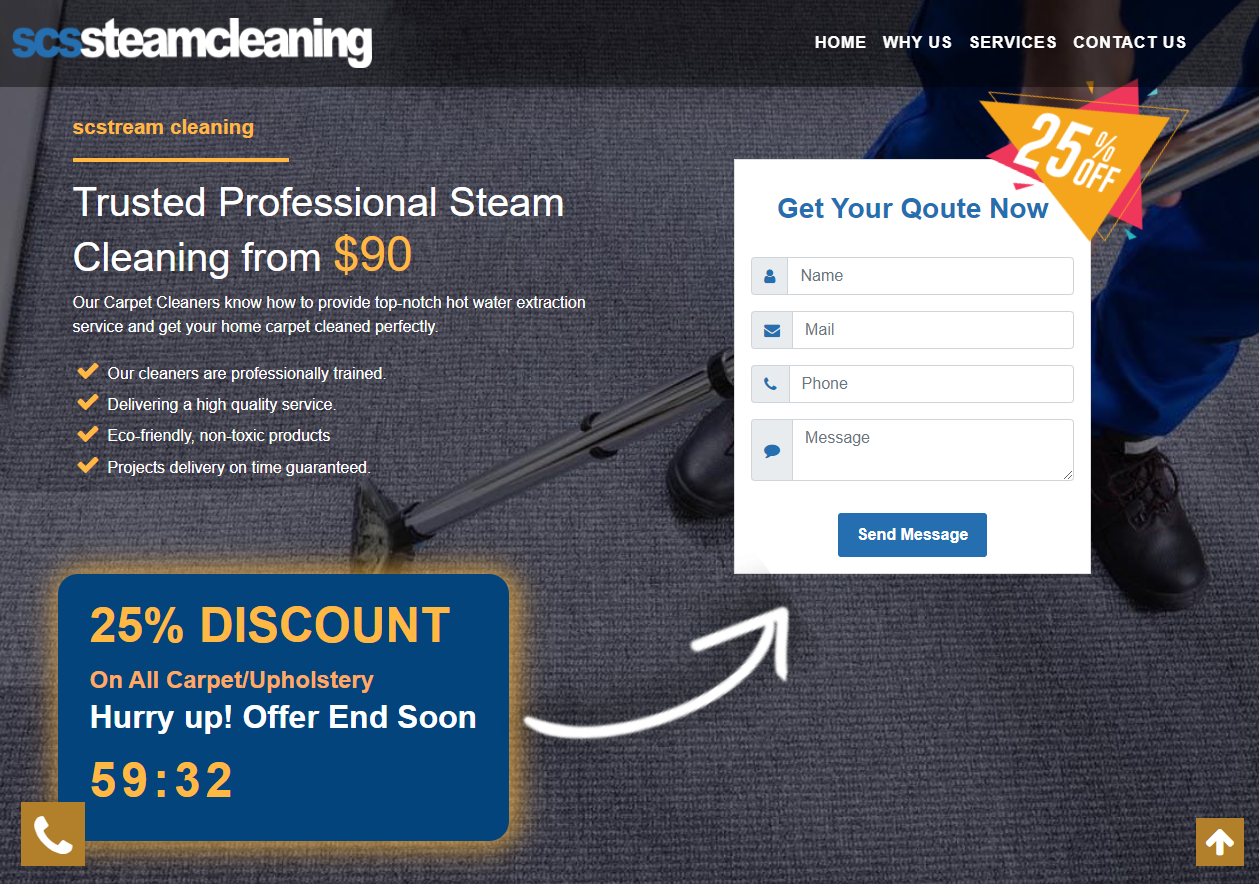 scssteamcleaning
HOME WHY US SERVICES CONTACT US
scstream cleaning
Trusted Professional Steam
Cleaning from $90
Our Carpet Cleaners know how to provide top-notch hot water extraction
service and get your home carpet cleaned perfectly.
Our cleaners are professionally trained.
Delivering a high quality service.
Eco-friendly, non-toxic products
Projects delivery on time guaranteed.
25% OFF
Get Your Qoute Now
Name
Mail
Phone
Message
Send Message
25% DISCOUNT
On All Carpet/Upholstery
Hurry up! Offer End Soon
59:32